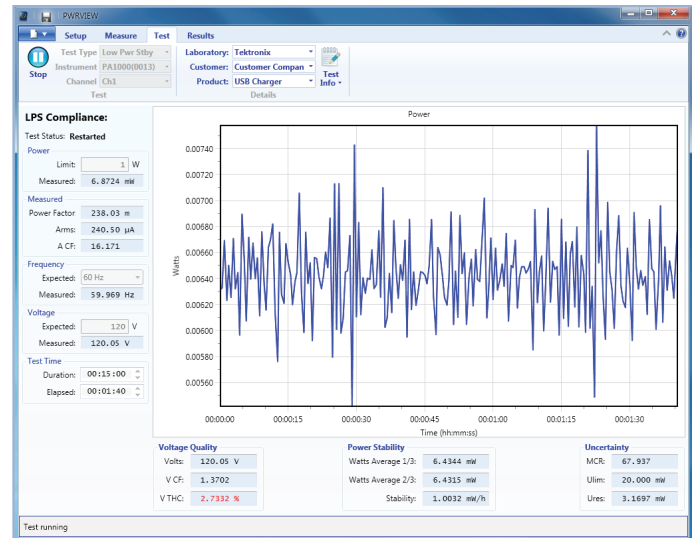 PWRVIEW
Setup Measure Test Results
Stop
Test Type Low Pwr Stby
Instrument PA1000(0013)
Channel Ch1
Test
Laboratory: Tektronix
Customer: Customer Compan
Product: USB Charger
Test
Info
Details
LPS Compliance:
Test Status: Restarted
Power
Limit: 1 W
Measured: 6.8724 mW
Measured
Power Factor 238.03 m
Arms: 240.50 µA
A CF: 16.171
Frequency
Expected: 60 Hz
Measured: 59.969 Hz
Voltage
Expected: 120 V
Measured: 120.05 V
Test Time
Duration: 00:15:00
Elapsed: 00:01:40
Power
Watts
0.00740
0.00720
0.00700
0.00680
0.00660
0.00640
0.00620
0.00600
0.00580
0.00560
00:00:00 00:00:15 00:00:30 00:00:45 00:01:00 00:01:15 00:01:30
Time (hh:mm:ss)
Voltage Quality
Volts: 120.05 V
V CF: 1.3702
V THC: 2.7332 %
Power Stability
Watts Average 1/3: 6.4344 mW
Watts Average 2/3: 6.4315 mW
Stability: 1.0032 mW/h
Uncertainty
MCR: 67.937
Ulim: 20.000 mW
Ures: 3.1697 mW
Test running